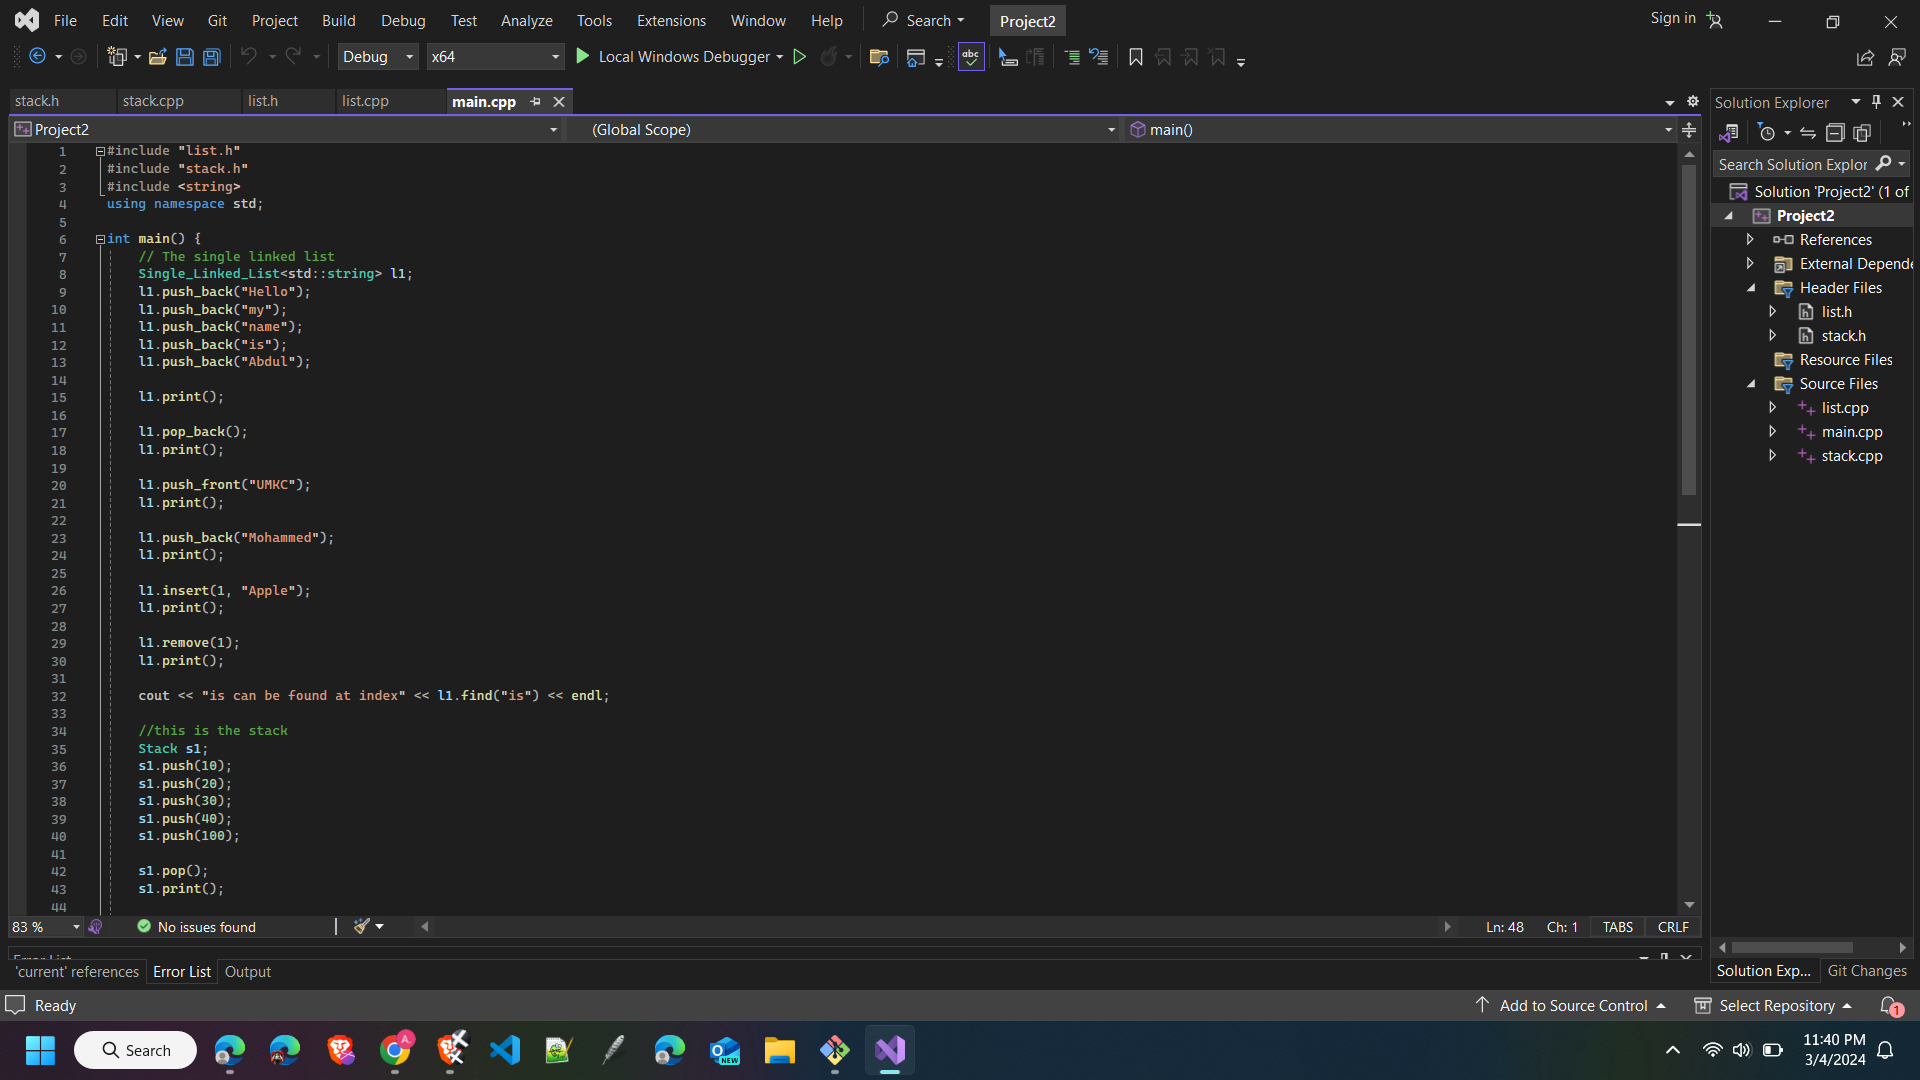 File Edit View Git Project Build Debug Test Analyze Tools Extensions Window Help Search Project2 Sign in
Debug x64 Local Windows Debugger
stack.h stack.cpp list.h list.cpp main.cpp
Project2 (Global Scope) main()
1 #include "list.h"
2 #include "stack.h"
3 #include <string>
4 using namespace std;
5
6 int main() {
7 // The single linked list
8 Single_Linked_List<std::string> l1;
9 l1.push_back("Hello");
10 l1.push_back("my");
11 l1.push_back("name");
12 l1.push_back("is");
13 l1.push_back("Abdul");
14
15 l1.print();
16
17 l1.pop_back();
18 l1.print();
19
20 l1.push_front("UMKC");
21 l1.print();
22
23 l1.push_back("Mohammed");
24 l1.print();
25
26 l1.insert(1, "Apple");
27 l1.print();
28
29 l1.remove(1);
30 l1.print();
31
32 cout << "is can be found at index" << l1.find("is") << endl;
33
34 //this is the stack
35 Stack s1;
36 s1.push(10);
37 s1.push(20);
38 s1.push(30);
39 s1.push(40);
40 s1.push(100);
41
42 s1.pop();
43 s1.print();
44
83 % No issues found Ln: 48 Ch: 1 TABS CRLF
Error List
'current' references Error List Output
Solution Explorer
Search Solution Explor
Solution 'Project2' (1 of
Project2
References
External Depende
Header Files
list.h
stack.h
Resource Files
Source Files
list.cpp
main.cpp
stack.cpp
Solution Exp... Git Changes
Ready Add to Source Control Select Repository 1
Search A NEW 11:40 PM
3/4/2024